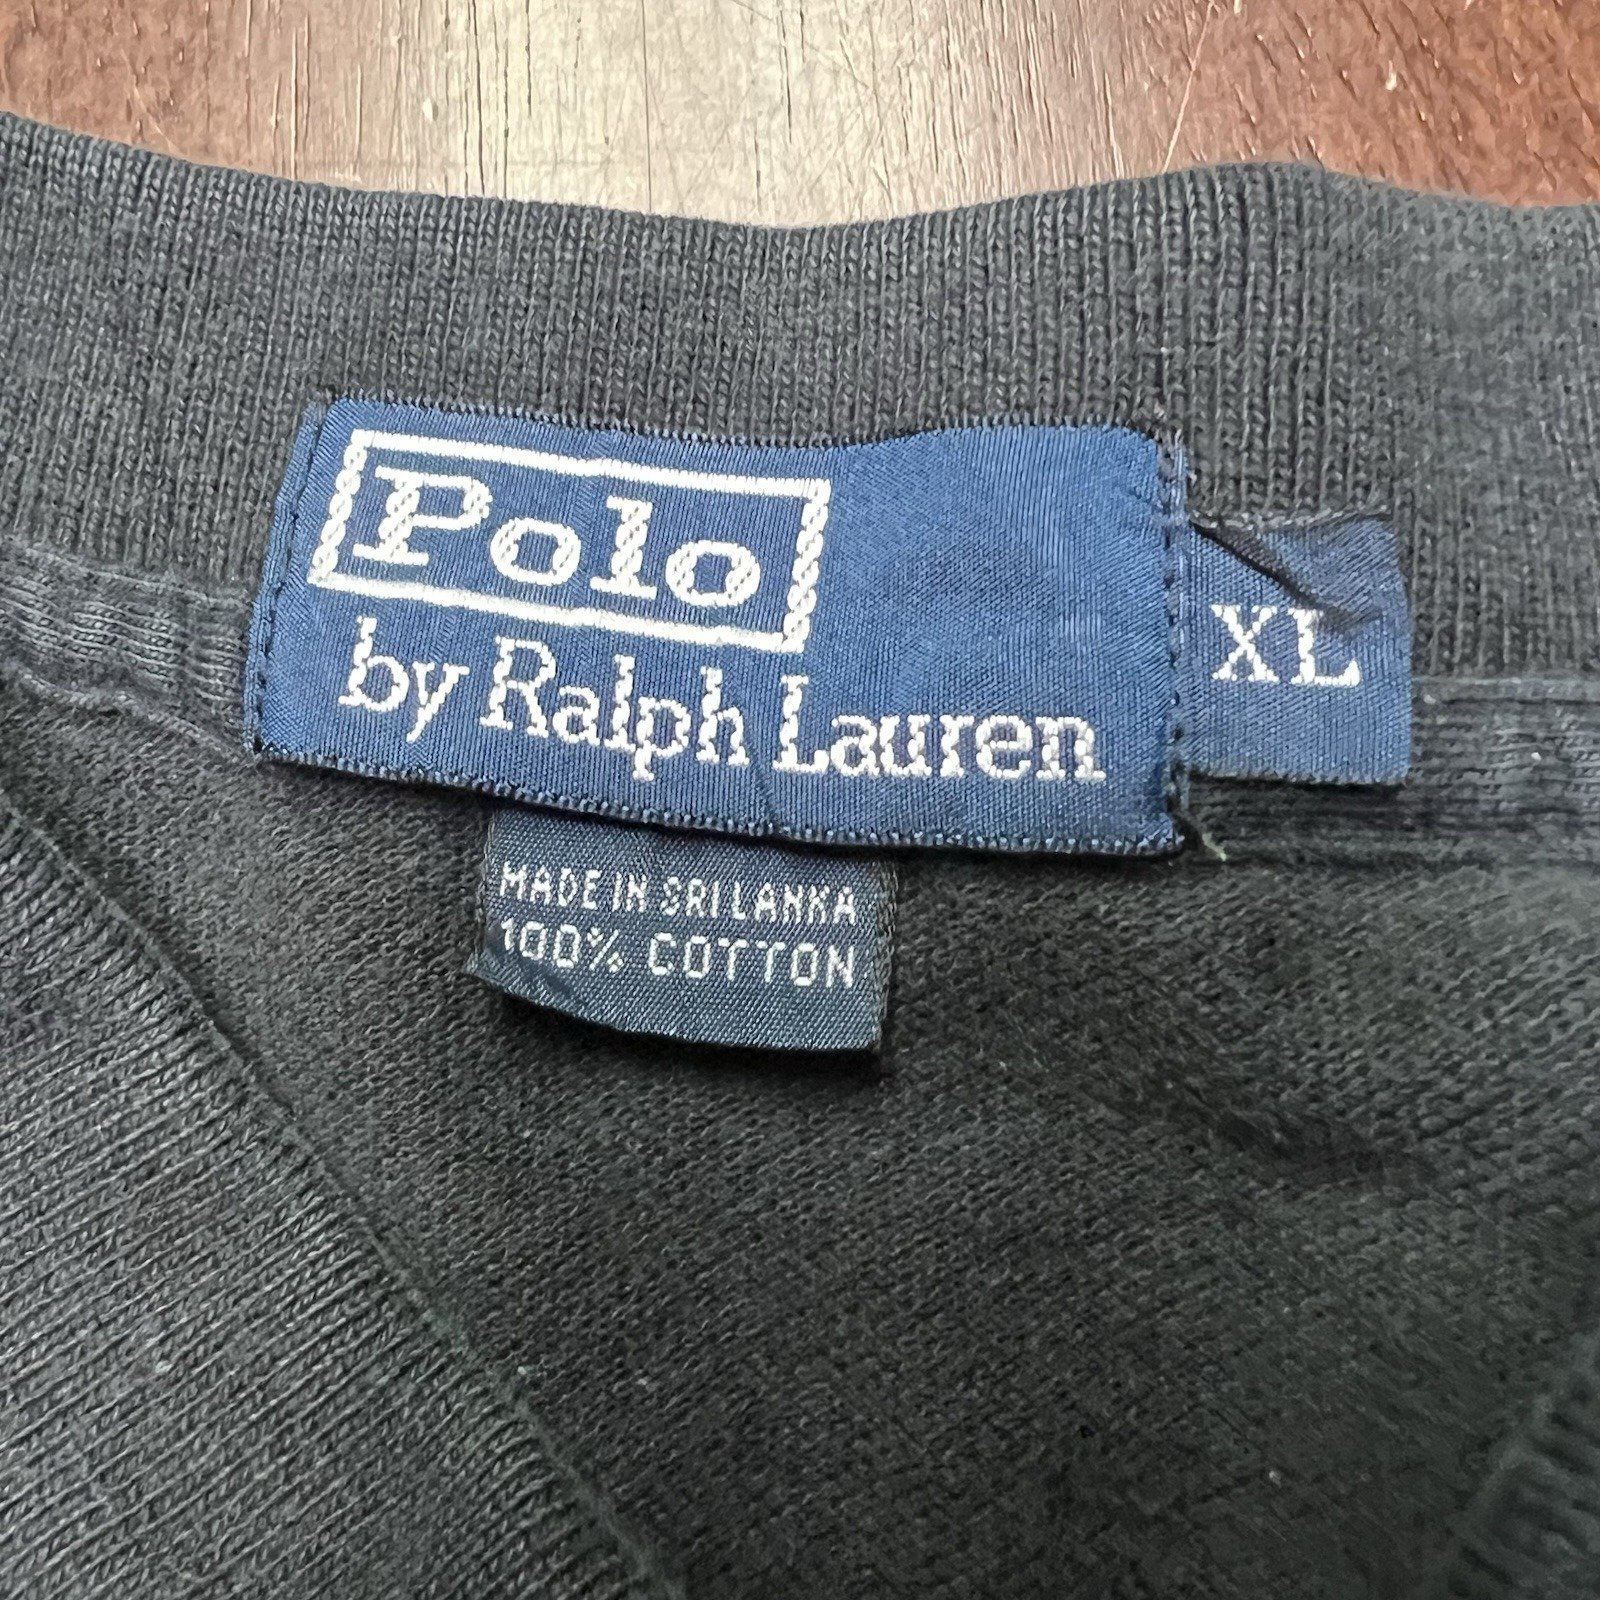 Polo
by Ralph Lauren
XL
MADE IN SRI LANKA
100% COTTON